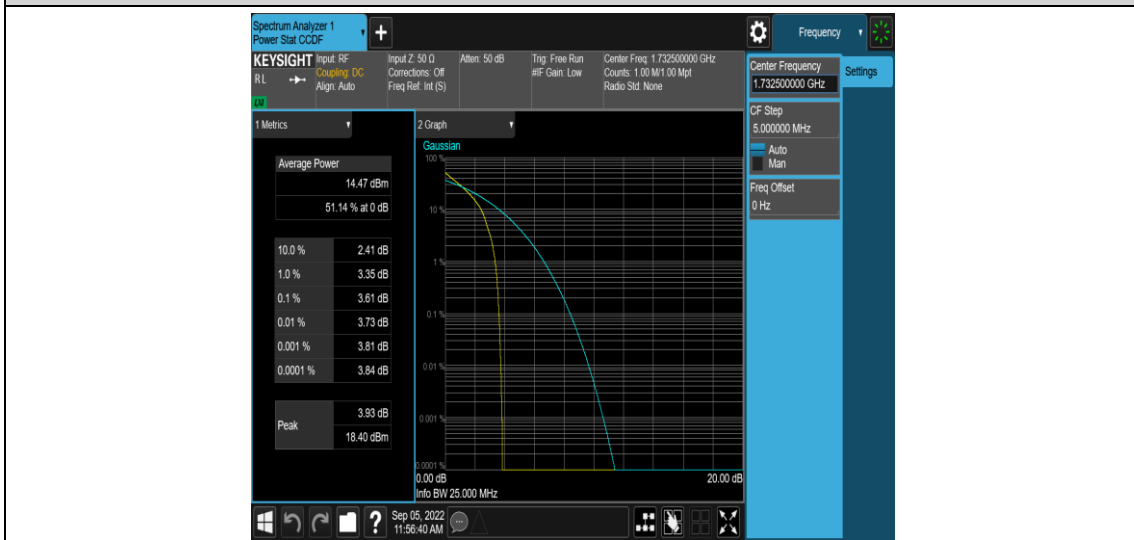 Spectrum Analyzer 1
Power Stat CCDF
+
Frequency
KEYSIGHT
RL
LNI
Input: RF
Coupling: DC
Align: Auto
Input Z: 50 Ω
Corrections: Off
Freq Ref: Int (S)
Atten: 50 dB
Trig: Free Run
#IF Gain: Low
Center Freq: 1.732500000 GHz
Counts: 1.00 M/1.00 Mpt
Radio Std: None
Center Frequency
1.732500000 GHz
Settings
CF Step
5.000000 MHz
Auto
Man
Freq Offset
0 Hz
1 Metrics
Average Power
14.47 dBm
51.14 % at 0 dB
10.0 % 2.41 dB
1.0 % 3.35 dB
0.1 % 3.61 dB
0.01 % 3.73 dB
0.001 % 3.81 dB
0.0001 % 3.84 dB
Peak
3.93 dB
18.40 dBm
2 Graph
Gaussian
100 %
10 %
1 %
0.1 %
0.01 %
0.001 %
0.0001 %
0.00 dB 20.00 dB
Info BW 25.000 MHz
?
Sep 05, 2022
11:56:40 AM